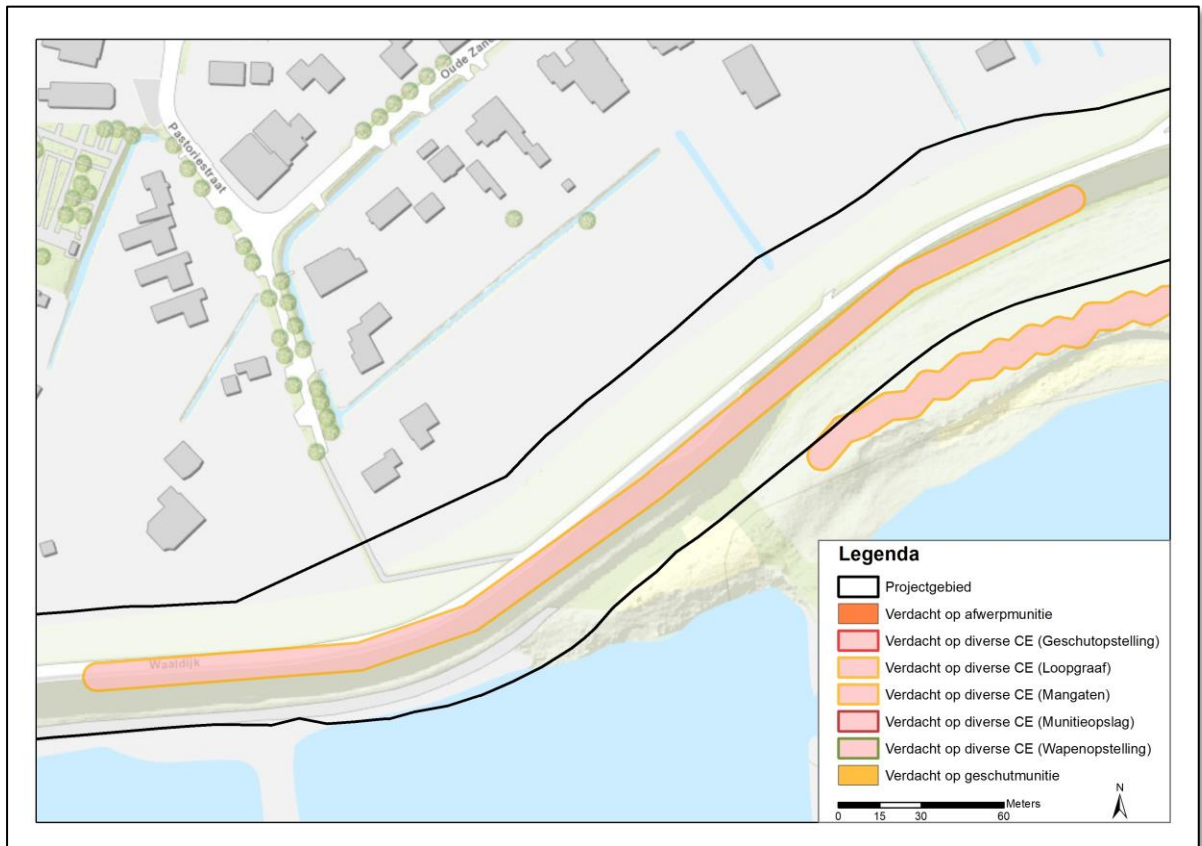 Oude Zand
Pastoriestraat
Waaldijk
Legenda
Projectgebied
Verdacht op afwerpmunitie
Verdacht op diverse CE (Geschutopstelling)
Verdacht op diverse CE (Loopgraaf)
Verdacht op diverse CE (Mangaten)
Verdacht op diverse CE (Munitieopslag)
Verdacht op diverse CE (Wapenopstelling)
Verdacht op geschutmunitie
Meters
0 15 30 60
N